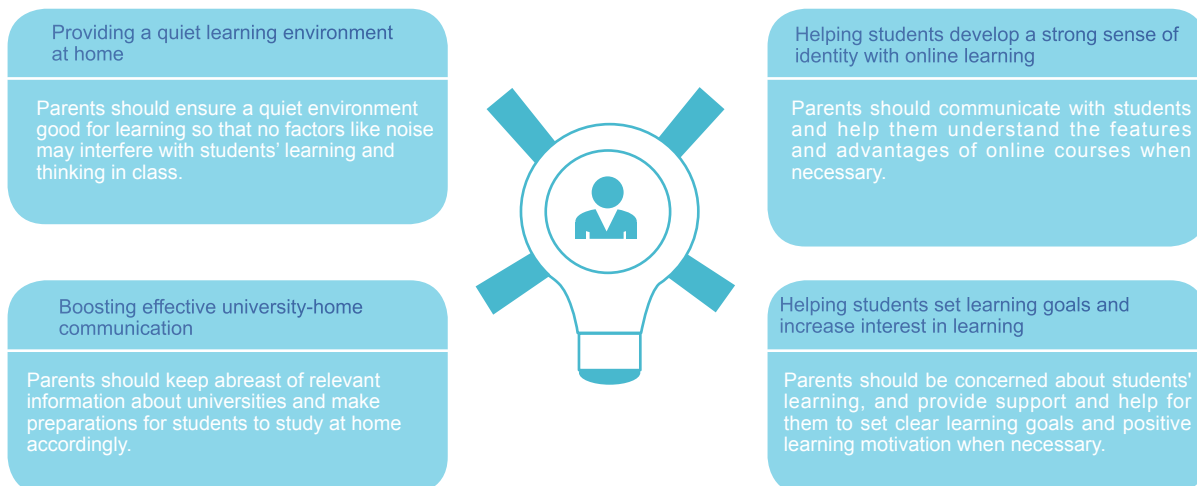 Providing a quiet learning environment
at home
Parents should ensure a quiet environment
good for learning so that no factors like noise
may interfere with students’ learning and
thinking in class.
Helping students develop a strong sense of
identity with online learning
Parents should communicate with students
and help them understand the features
and advantages of online courses when
necessary.
Boosting effective university-home
communication
Parents should keep abreast of relevant
information about universities and make
preparations for students to study at home
accordingly.
Helping students set learning goals and
increase interest in learning
Parents should be concerned about students'
learning, and provide support and help for
them to set clear learning goals and positive
learning motivation when necessary.